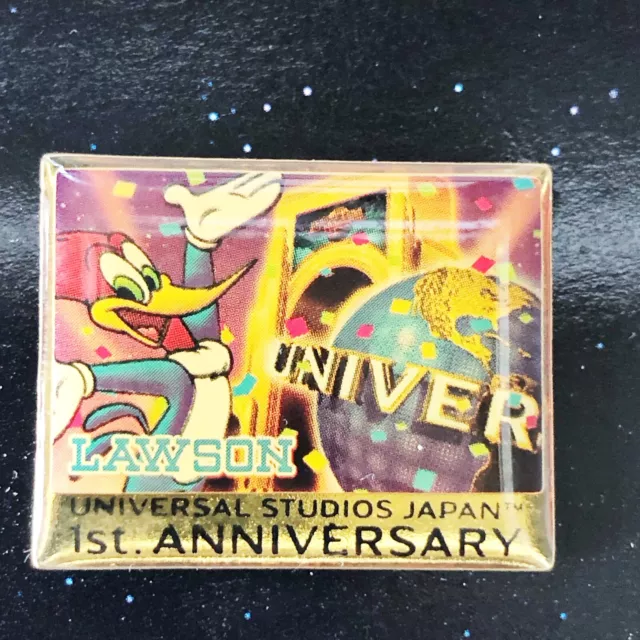 UNIVER
LAWSON
UNIVERSAL STUDIOS JAPAN™
1st. ANNIVERSARY